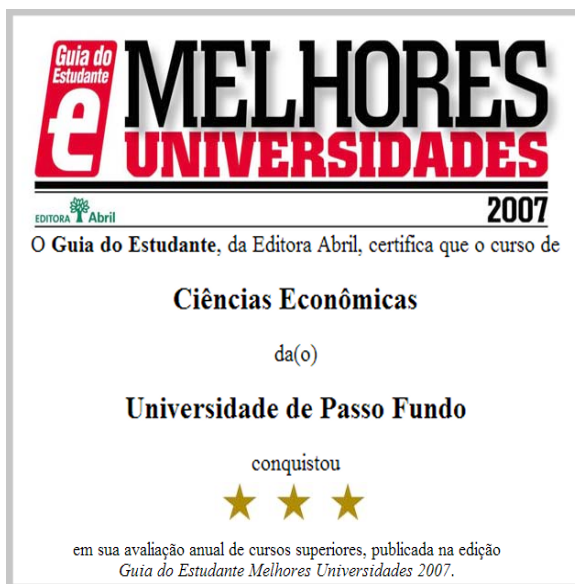 Guia do
Estudante
e
MELHORES
UNIVERSIDADES
EDITORA Abril
2007
O Guia do Estudante, da Editora Abril, certifica que o curso de
Ciências Econômicas
da(o)
Universidade de Passo Fundo
conquistou
em sua avaliação anual de cursos superiores, publicada na edição
Guia do Estudante Melhores Universidades 2007.